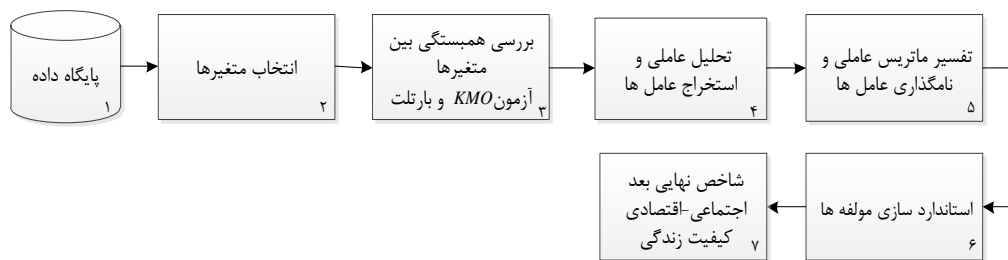 پایگاه داده
۱
انتخاب متغیرها
۲
بررسی همبستگی بین
متغیرها
آزمون KMO و بارتلت
۳
تحلیل عاملی و
استخراج عامل ها
۴
تفسیر ماتریس عاملی و
نامگذاری عامل ها
۵
استاندارد سازی مولفه ها
۶
شاخص نهایی بعد
اجتماعی-اقتصادی
کیفیت زندگی
۷